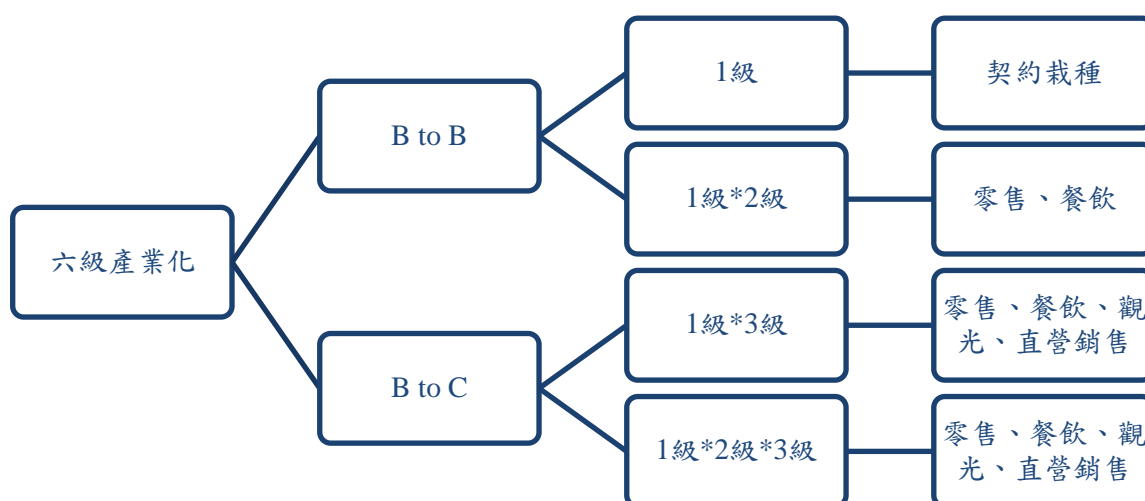 六級產業化
B to B
1級
契約栽種
1級*2級
零售、餐飲
B to C
1級*3級
零售、餐飲、觀
光、直營銷售
1級*2級*3級
零售、餐飲、觀
光、直營銷售